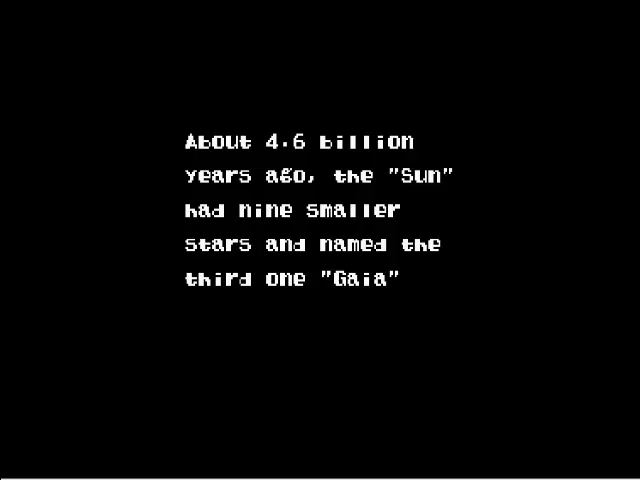 About 4.6 billion
years ago, the "Sun"
had nine smaller
stars and named the
third one "Gaia"